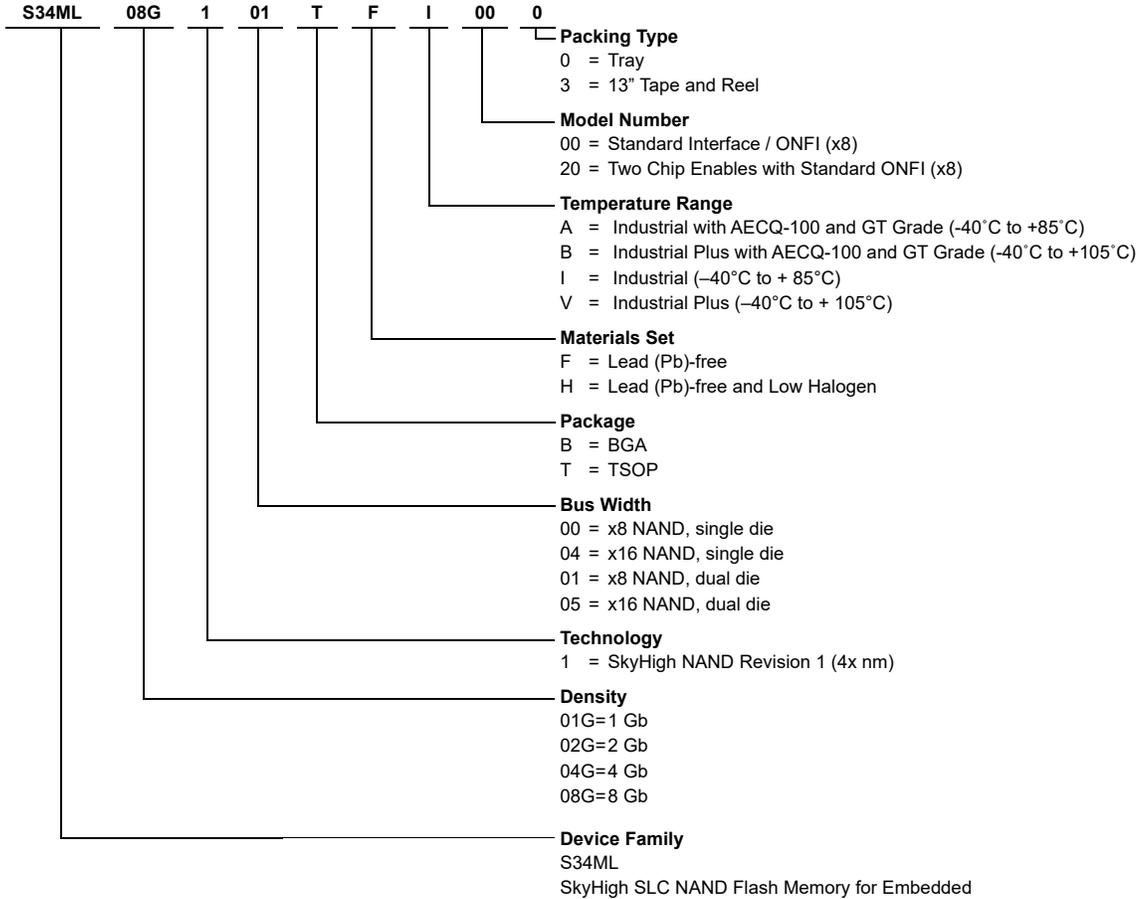 S34ML 08G 1 01 T F I 00 0
Packing Type
0 = Tray
3 = 13” Tape and Reel
Model Number
00 = Standard Interface / ONFI (x8)
20 = Two Chip Enables with Standard ONFI (x8)
Temperature Range
A = Industrial with AECQ-100 and GT Grade (-40˚C to +85˚C)
B = Industrial Plus with AECQ-100 and GT Grade (-40˚C to +105˚C)
I = Industrial (–40°C to + 85°C)
V = Industrial Plus (–40°C to + 105°C)
Materials Set
F = Lead (Pb)-free
H = Lead (Pb)-free and Low Halogen
Package
B = BGA
T = TSOP
Bus Width
00 = x8 NAND, single die
04 = x16 NAND, single die
01 = x8 NAND, dual die
05 = x16 NAND, dual die
Technology
1 = SkyHigh NAND Revision 1 (4x nm)
Density
01G=1 Gb
02G=2 Gb
04G=4 Gb
08G=8 Gb
Device Family
S34ML
SkyHigh SLC NAND Flash Memory for Embedded